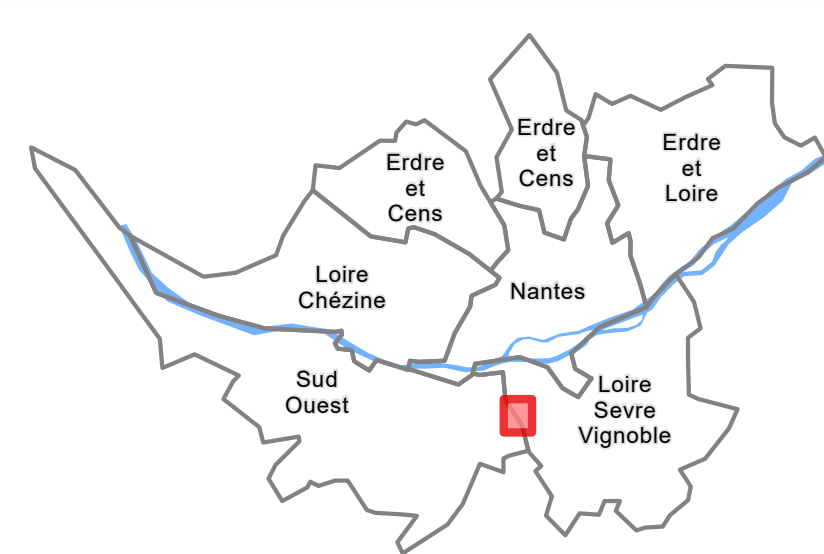 Erdre
et
Cens
Erdre
et
Loire
Erdre
et
Cens
Loire
Chézine
Nantes
Sud
Ouest
Loire
Sevre
Vignoble